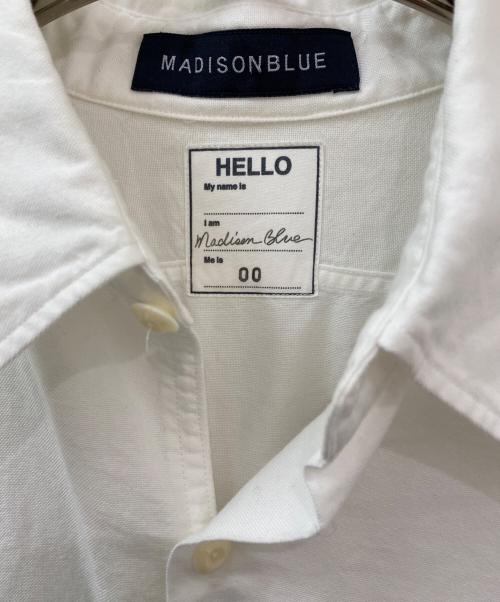 MADISONBLUE
HELLO
My name is
I am
Madison Blue
Me is
00